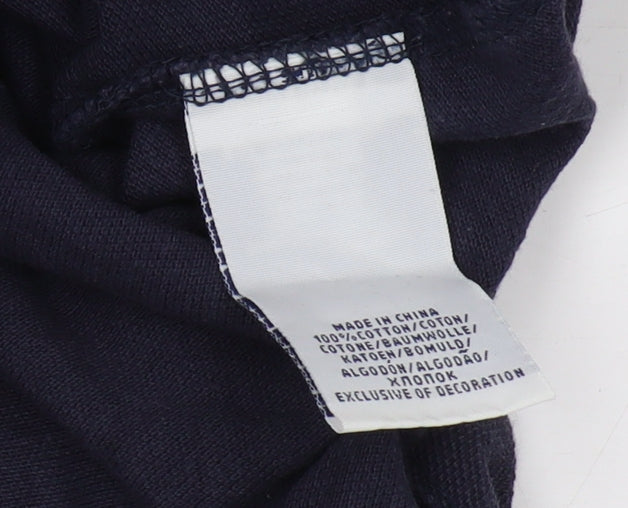 MADE IN CHINA
100%COTTON/COTON/
COTONE/BAUMWOLLE/
KATOEN/BOMULD/
ALGODÓN/ALGODÃO/
ХЛОПОК
EXCLUSIVE OF DECORATION